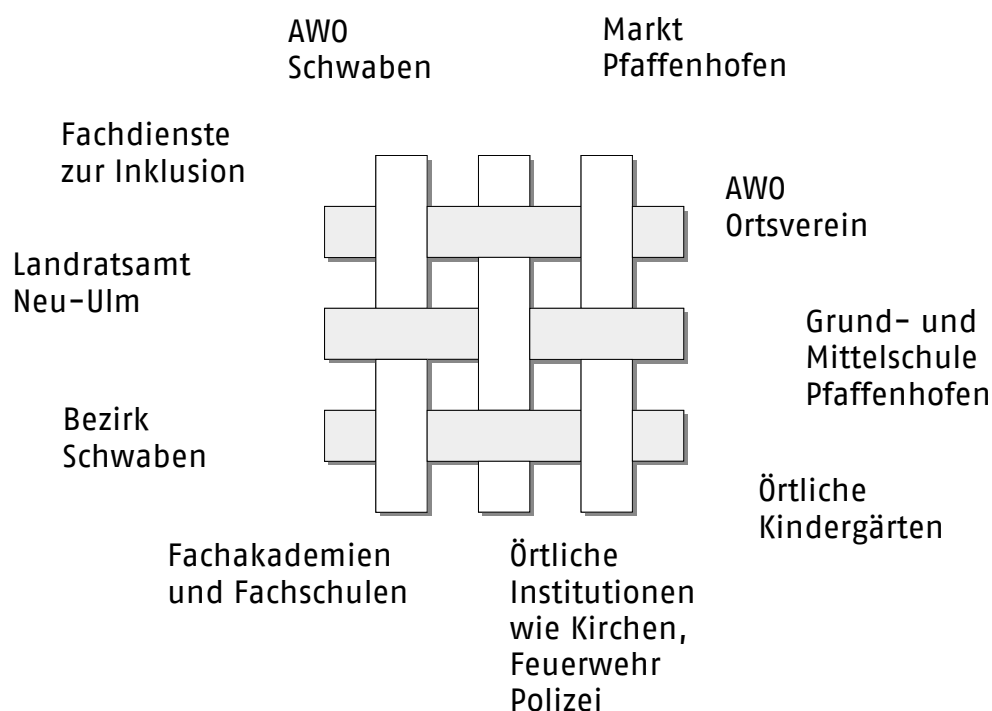 AWO
Schwaben
Markt
Pfaffenhofen
Fachdienste
zur Inklusion
AWO
Ortsverein
Landratsamt
Neu-Ulm
Grund- und
Mittelschule
Pfaffenhofen
Bezirk
Schwaben
Örtliche
Kindergärten
Fachakademien
und Fachschulen
Örtliche
Institutionen
wie Kirchen,
Feuerwehr
Polizei